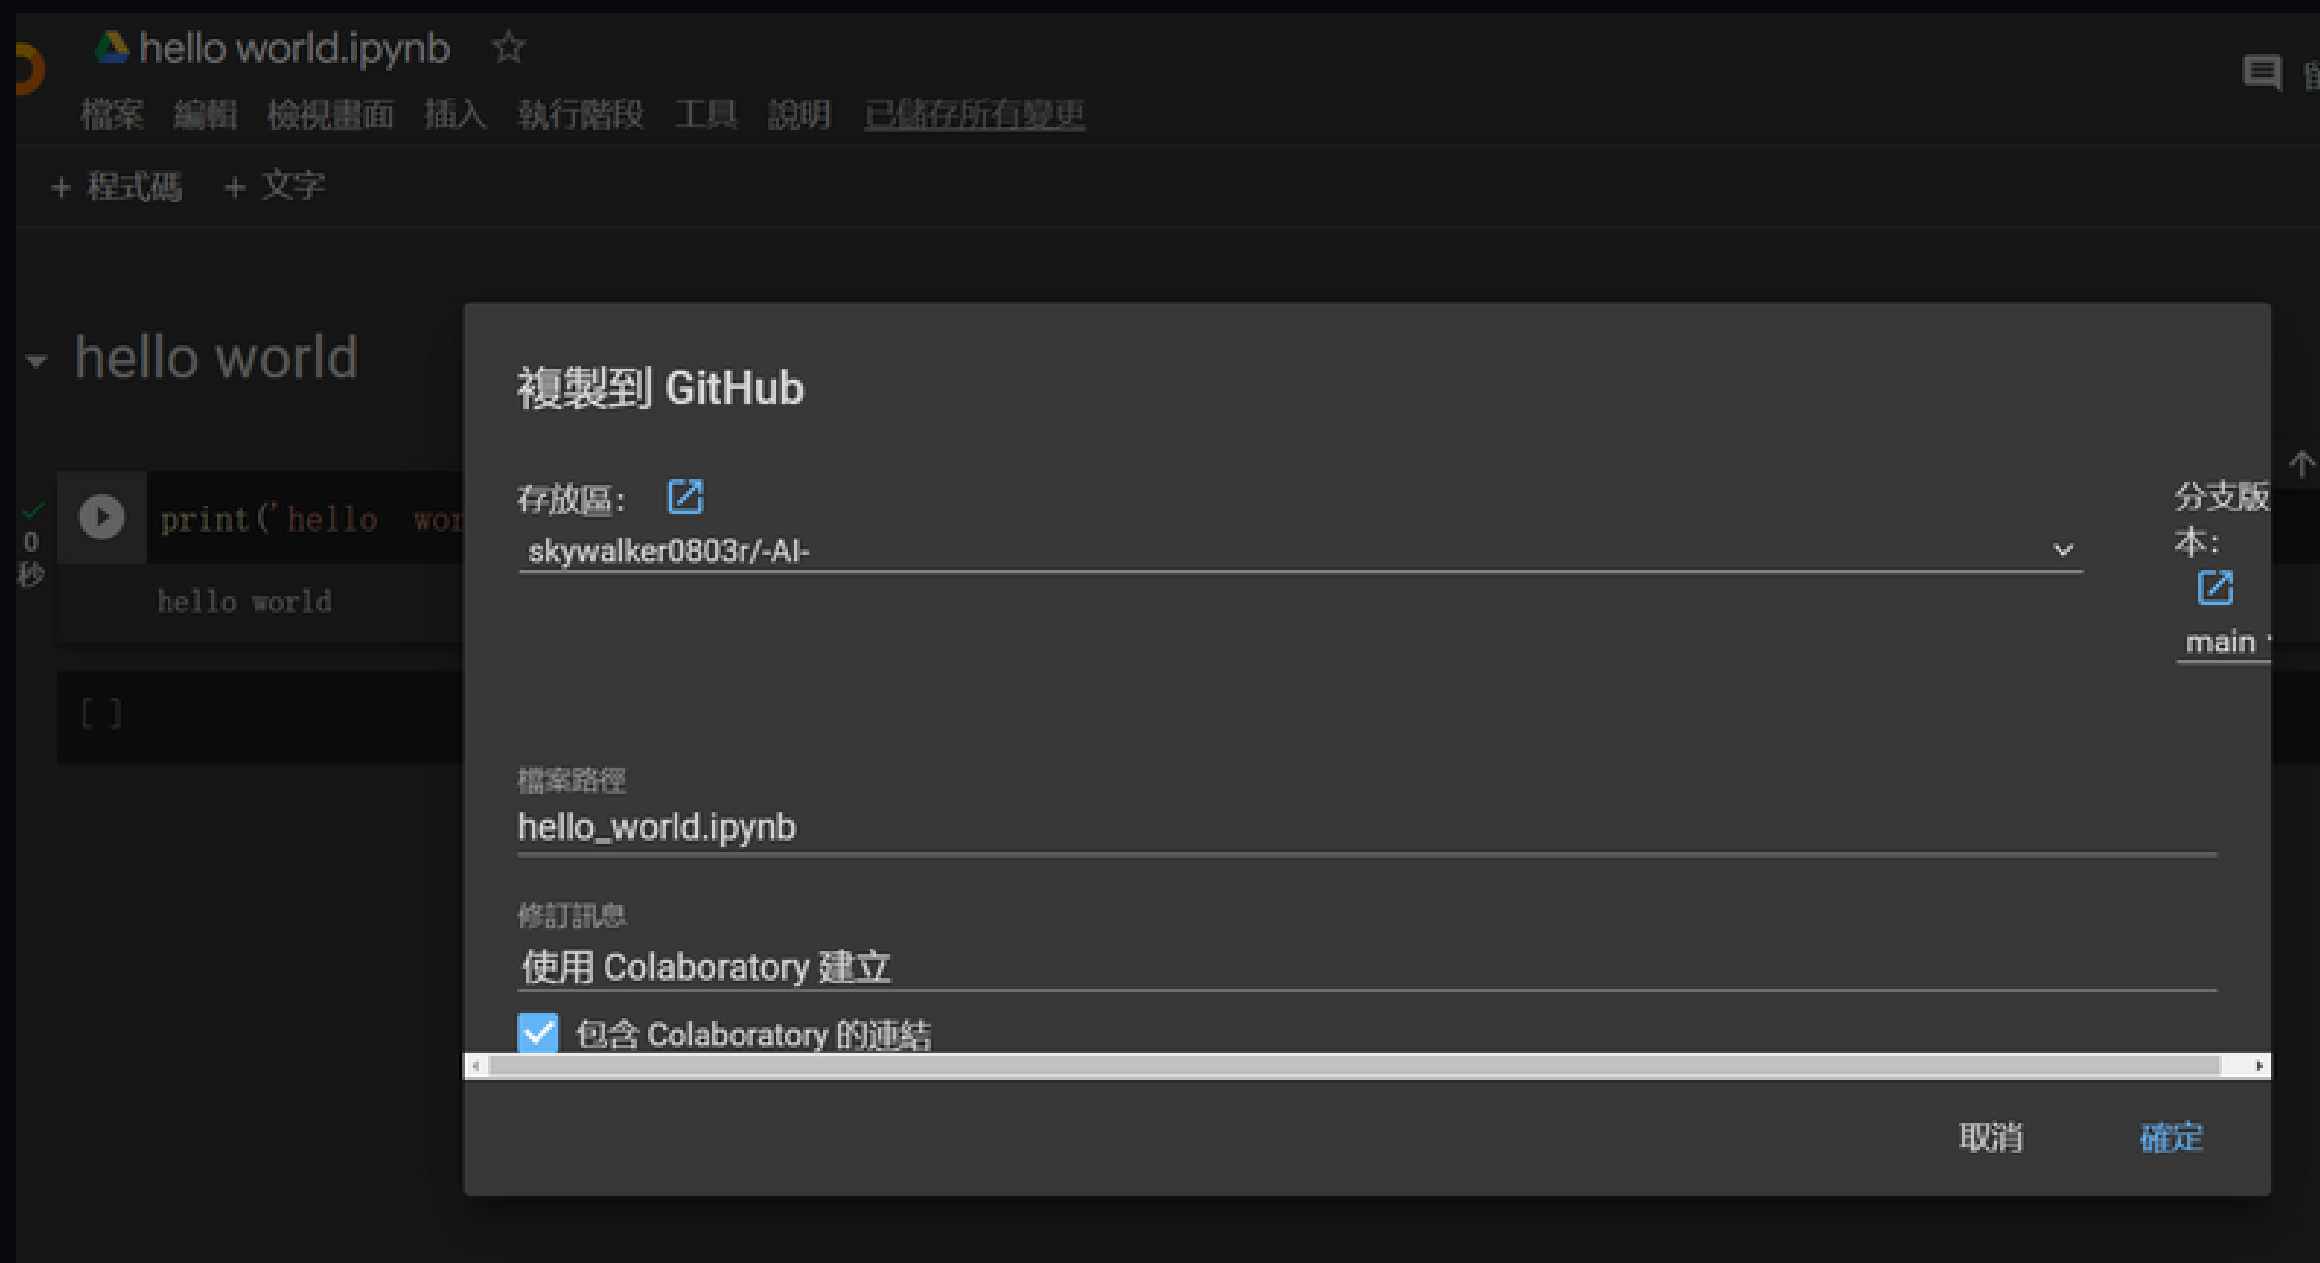 hello world.ipynb
檔案 編輯 檢視畫面 插入 執行階段 工具 說明 已儲存所有變更
+ 程式碼 + 文字
hello world
print('hello
hello world
0
秒
[ ]
複製到 GitHub
存放區：
skywalker0803r/-AI-
分支版
本：
main
檔案路徑
hello_world.ipynb
修訂訊息
使用 Colaboratory 建立
包含 Colaboratory 的連結
取消 確定